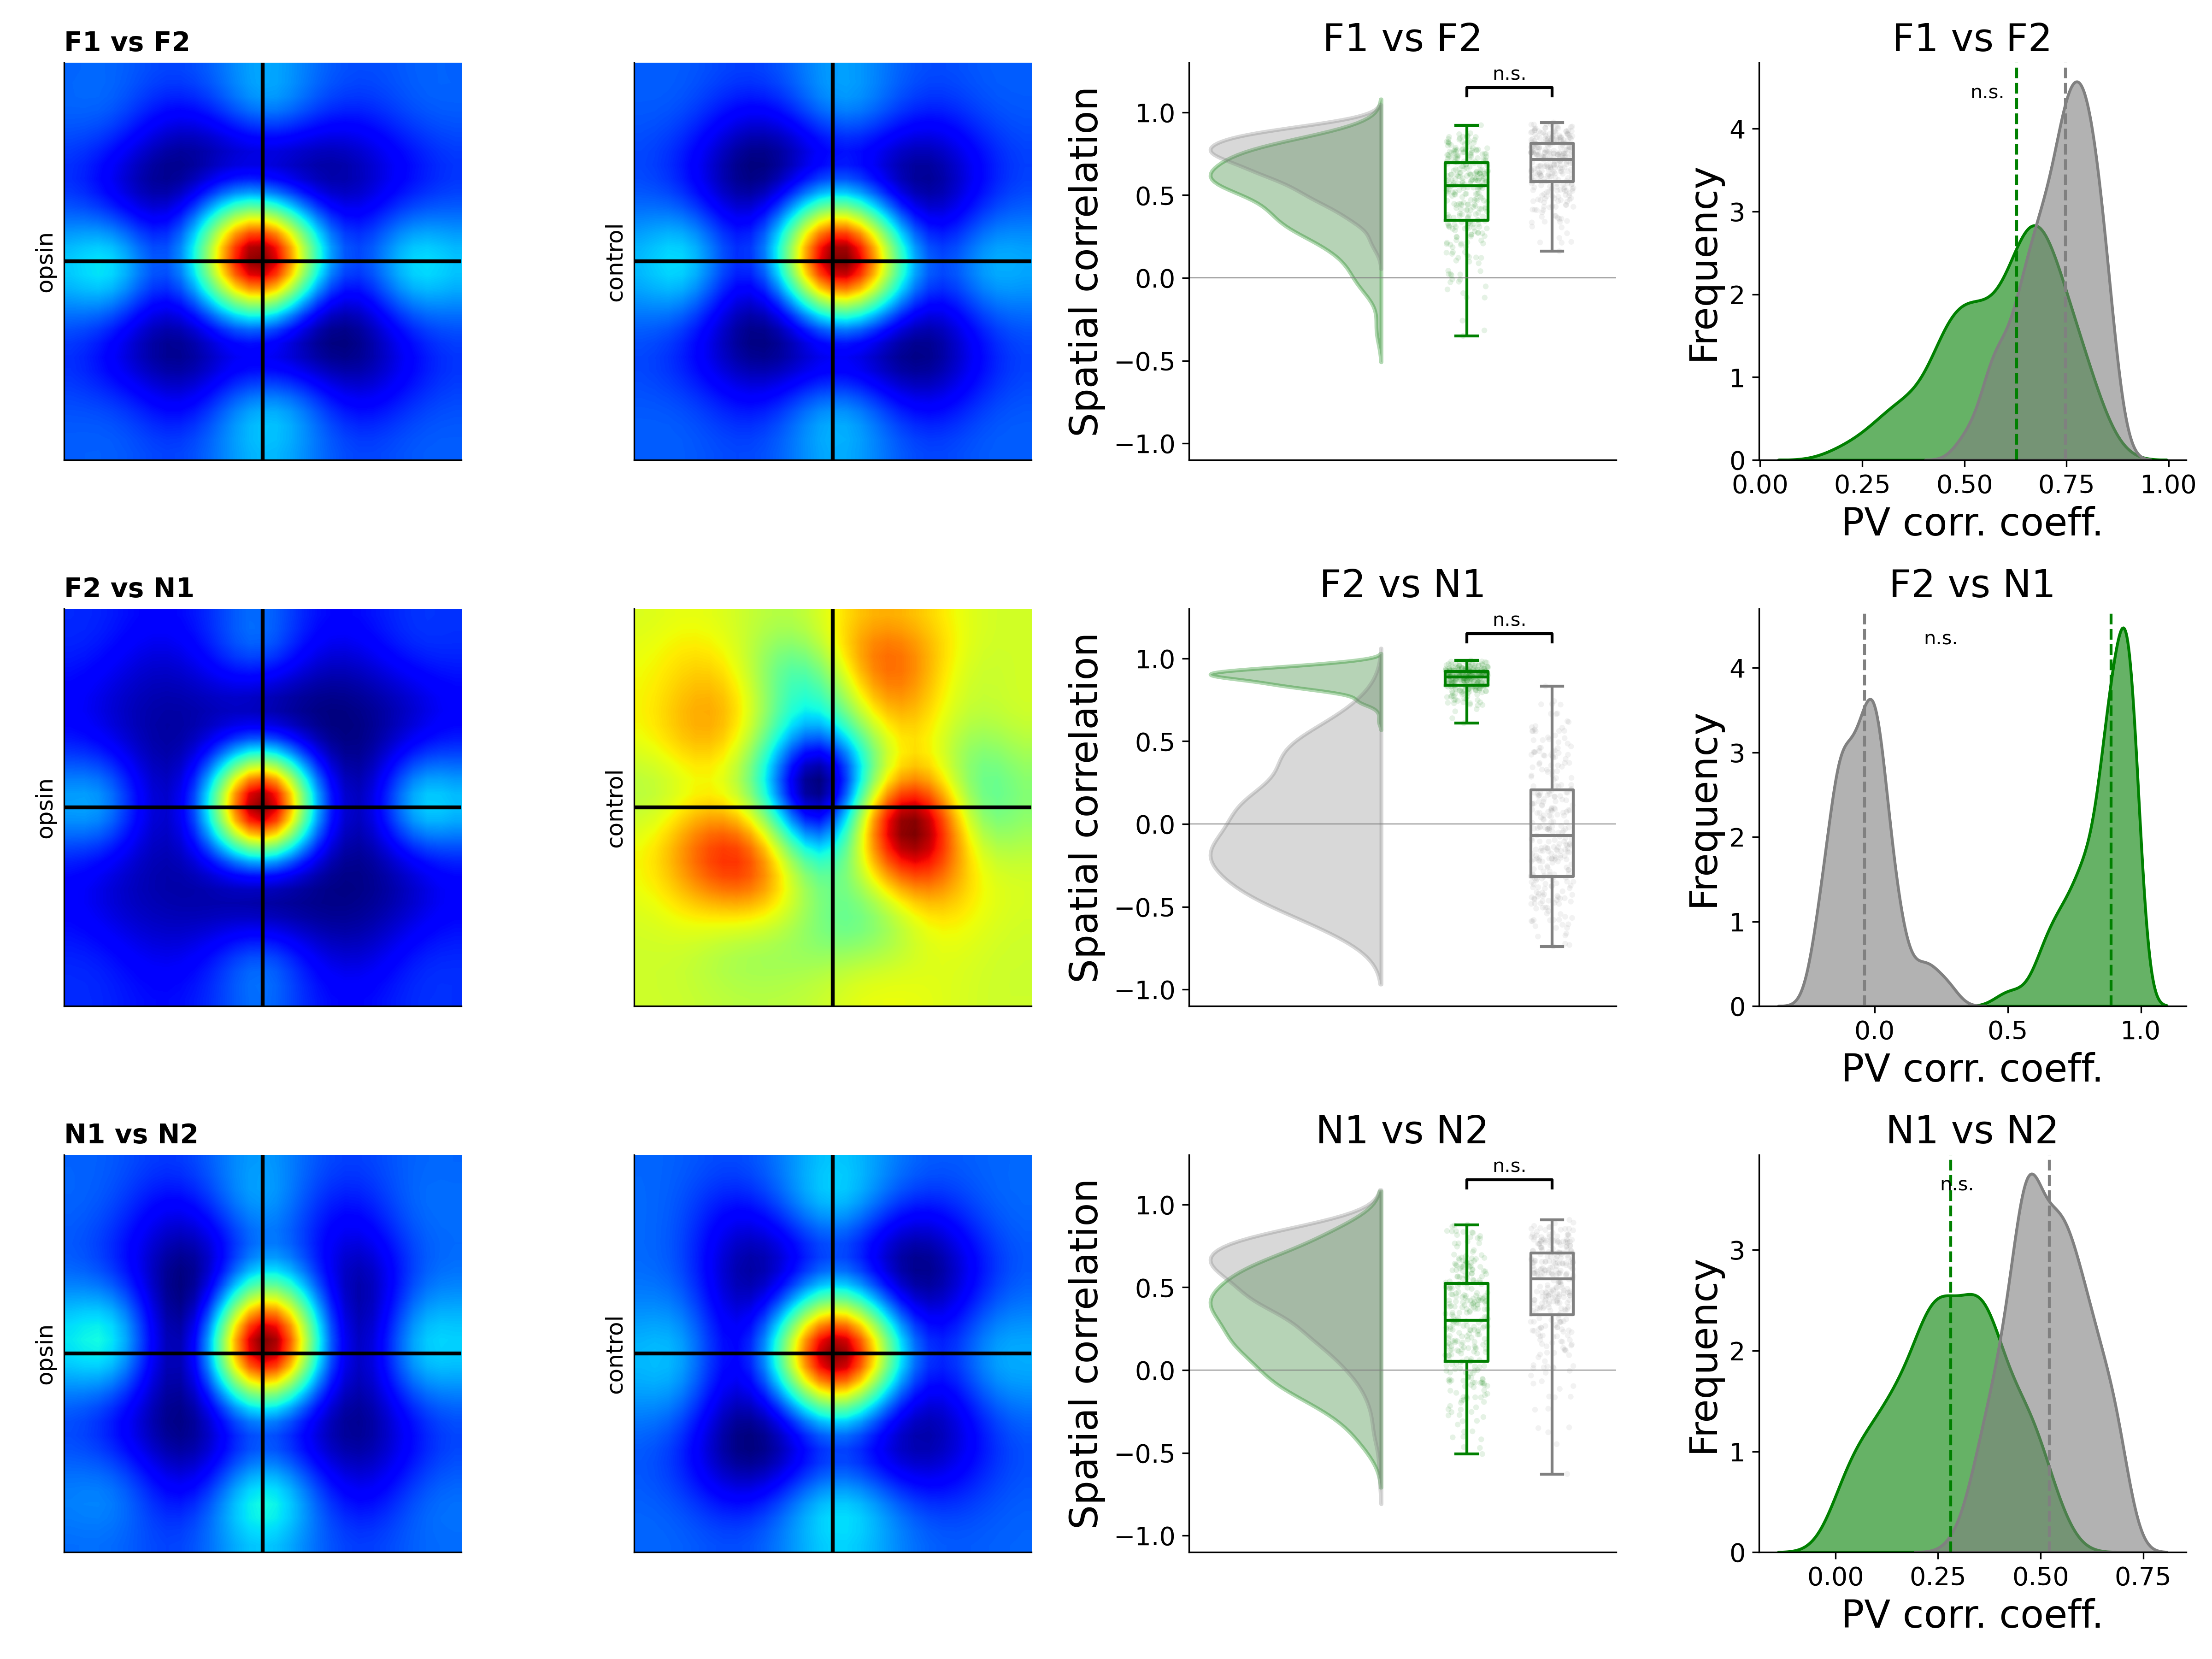 F1 vs F2
opsin
control
F1 vs F2
Spatial correlation
1.0
0.5
0.0
−0.5
−1.0
n.s.
F1 vs F2
Frequency
4
3
2
1
0
n.s.
0.00 0.25 0.50 0.75 1.00
PV corr. coeff.
F2 vs N1
opsin
control
F2 vs N1
Spatial correlation
1.0
0.5
0.0
−0.5
−1.0
n.s.
F2 vs N1
Frequency
4
3
2
1
0
n.s.
0.0 0.5 1.0
PV corr. coeff.
N1 vs N2
opsin
control
N1 vs N2
Spatial correlation
1.0
0.5
0.0
−0.5
−1.0
n.s.
N1 vs N2
Frequency
3
2
1
0
n.s.
0.00 0.25 0.50 0.75
PV corr. coeff.